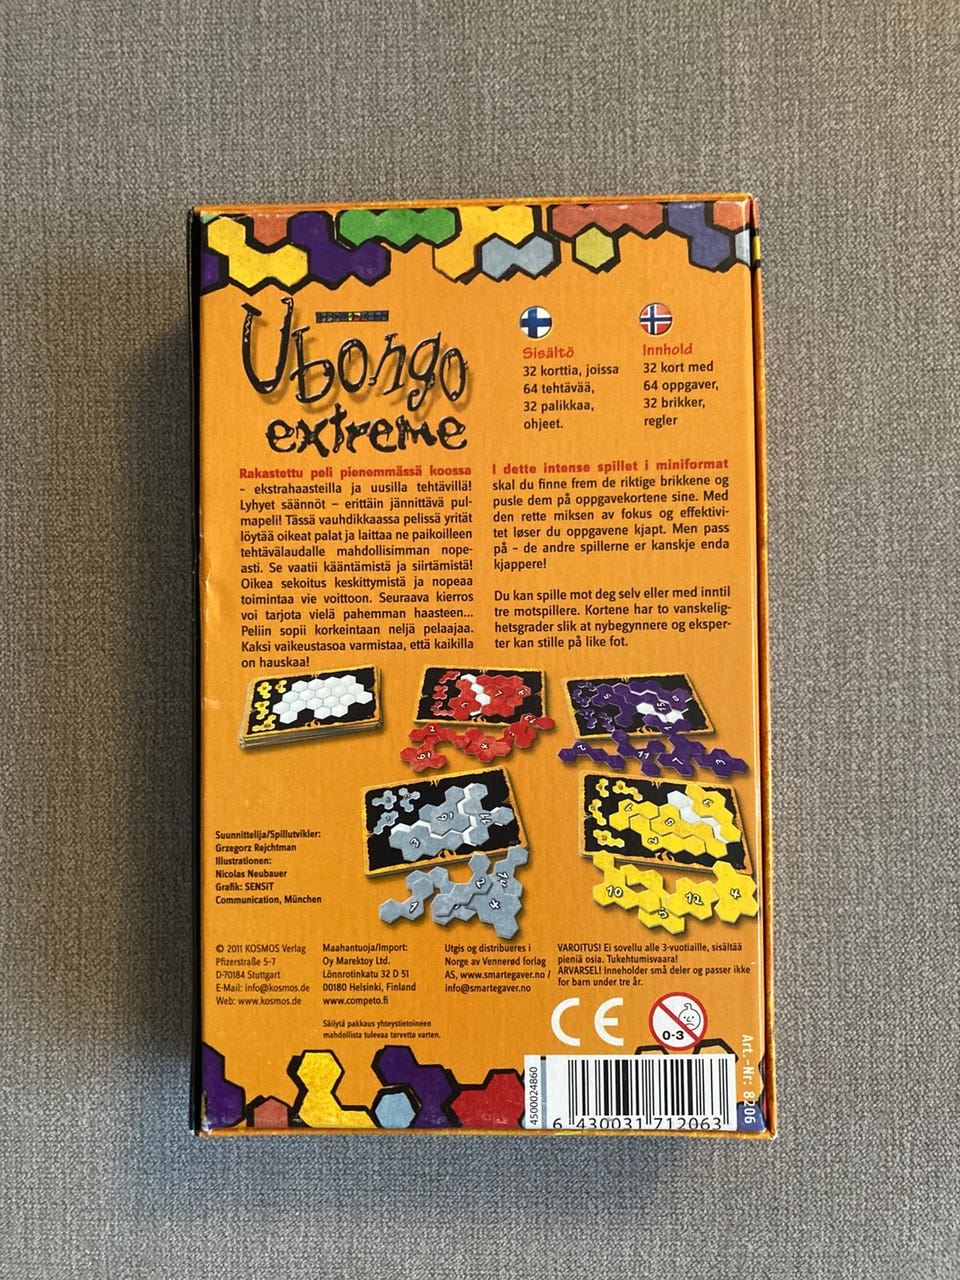 Ubongo
extreme
Sisältö
32 korttia, joissa
64 tehtävää,
32 palikkaa,
ohjeet.
Innhold
32 kort med
64 oppgaver,
32 brikker,
regler
Rakastettu peli pienemmässä koossa
– ekstrahaasteilla ja uusilla tehtävillä!
Lyhyet säännöt – erittäin jännittävä pul-
mapeli! Tässä vauhdikkaassa pelissä yrität
löytää oikeat palat ja laittaa ne paikoilleen
tehtävälaudalle mahdollisimman nope-
asti. Se vaatii kääntämistä ja siirtämistä!
Oikea sekoitus keskittymistä ja nopeaa
toimintaa vie voittoon. Seuraava kierros
voi tarjota vielä pahemman haasteen...
Peliin sopii korkeintaan neljä pelaajaa.
Kaksi vaikeustasoa varmistaa, että kaikilla
on hauskaa!
I dette intense spillet i miniformat
skal du finne frem de riktige brikkene og
pusle dem på oppgavekortene sine. Med
den rette miksen av fokus og effektivi-
tet løser du oppgavene kjapt. Men pass
på – de andre spillerne er kanskje enda
kjappere!
Du kan spille mot deg selv eller med inntil
tre motspillere. Kortene har to vanskelig-
hetsgrader slik at nybegynnere og eksper-
ter kan stille på like fot.
Suunnittelija/Spillutvikler:
Grzegorz Rejchtman
Illustrationen:
Nicolas Neubauer
Grafik: SENSIT
Communication, München
© 2011 KOSMOS Verlag
Pfizerstraße 5-7
D-70184 Stuttgart
E-Mail: info@kosmos.de
Web: www.kosmos.de
Maahantuoja/Import:
Oy Marektoy Ltd.
Lönnrotinkatu 32 D 51
00180 Helsinki, Finland
www.competo.fi
Säilytä pakkaus yhteystietoineen
mahdollista tulevaa tarvetta varten.
Utgis og distribueres i
Norge av Vennerød forlag
AS, www.smartegaver.no /
info@smartegaver.no
VAROITUS! Ei sovellu alle 3-vuotiaille, sisältää
pieniä osia. Tukehtumisvaara!
ADVARSEL! Inneholder små deler og passer ikke
for barn under tre år.
CE
0-3
Art.-Nr: 8206
4500024860
6 430031 712063